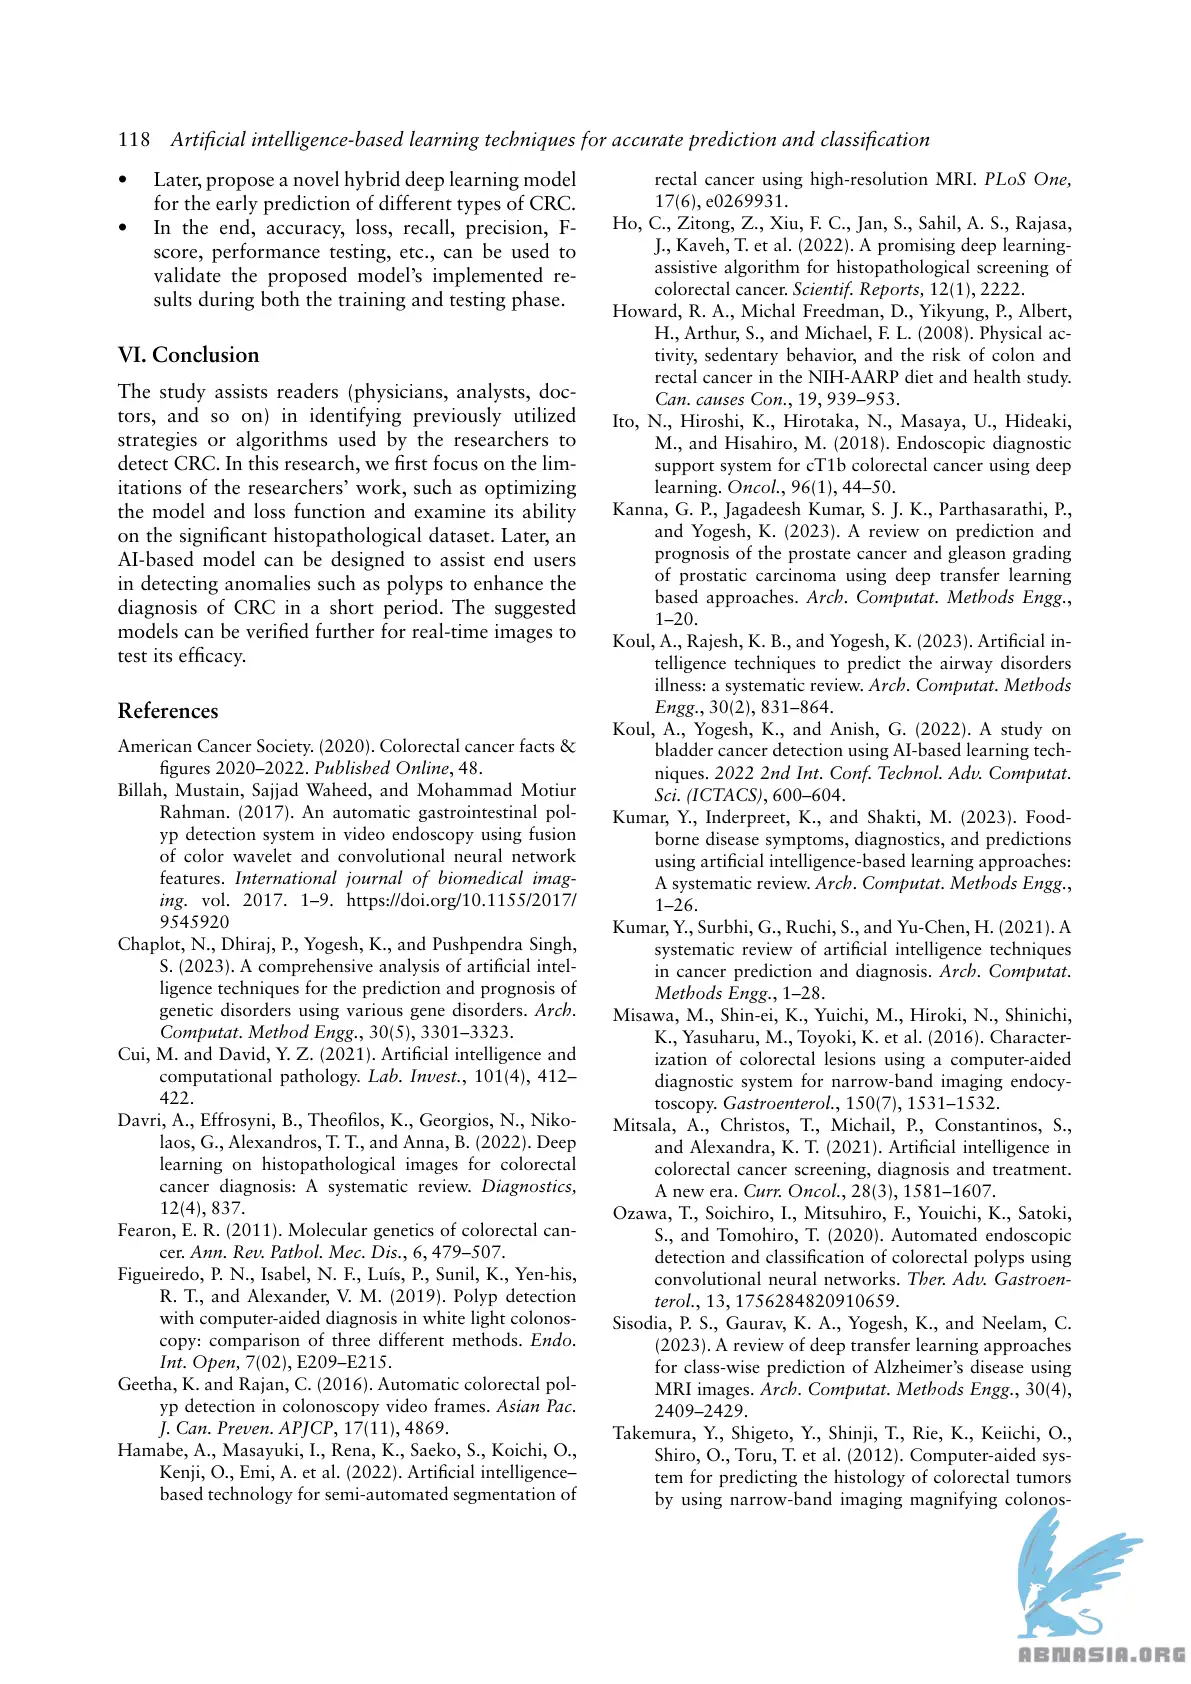 118 Artificial intelligence-based learning techniques for accurate prediction and classification
• Later, propose a novel hybrid deep learning model
for the early prediction of different types of CRC.
• In the end, accuracy, loss, recall, precision, F-
score, performance testing, etc., can be used to
validate the proposed model’s implemented re-
sults during both the training and testing phase.
VI. Conclusion
The study assists readers (physicians, analysts, doc-
tors, and so on) in identifying previously utilized
strategies or algorithms used by the researchers to
detect CRC. In this research, we first focus on the lim-
itations of the researchers’ work, such as optimizing
the model and loss function and examine its ability
on the significant histopathological dataset. Later, an
AI-based model can be designed to assist end users
in detecting anomalies such as polyps to enhance the
diagnosis of CRC in a short period. The suggested
models can be verified further for real-time images to
test its efficacy.
References
American Cancer Society. (2020). Colorectal cancer facts &
figures 2020–2022. Published Online, 48.
Billah, Mustain, Sajjad Waheed, and Mohammad Motiur
Rahman. (2017). An automatic gastrointestinal pol-
yp detection system in video endoscopy using fusion
of color wavelet and convolutional neural network
features. International journal of biomedical imag-
ing. vol. 2017. 1–9. https://doi.org/10.1155/2017/
9545920
Chaplot, N., Dhiraj, P., Yogesh, K., and Pushpendra Singh,
S. (2023). A comprehensive analysis of artificial intel-
ligence techniques for the prediction and prognosis of
genetic disorders using various gene disorders. Arch.
Computat. Method Engg., 30(5), 3301–3323.
Cui, M. and David, Y. Z. (2021). Artificial intelligence and
computational pathology. Lab. Invest., 101(4), 412–
422.
Davri, A., Effrosyni, B., Theofilos, K., Georgios, N., Niko-
laos, G., Alexandros, T. T., and Anna, B. (2022). Deep
learning on histopathological images for colorectal
cancer diagnosis: A systematic review. Diagnostics,
12(4), 837.
Fearon, E. R. (2011). Molecular genetics of colorectal can-
cer. Ann. Rev. Pathol. Mec. Dis., 6, 479–507.
Figueiredo, P. N., Isabel, N. F., Luís, P., Sunil, K., Yen-his,
R. T., and Alexander, V. M. (2019). Polyp detection
with computer-aided diagnosis in white light colonos-
copy: comparison of three different methods. Endo.
Int. Open, 7(02), E209–E215.
Geetha, K. and Rajan, C. (2016). Automatic colorectal pol-
yp detection in colonoscopy video frames. Asian Pac.
J. Can. Preven. APJCP, 17(11), 4869.
Hamabe, A., Masayuki, I., Rena, K., Saeko, S., Koichi, O.,
Kenji, O., Emi, A. et al. (2022). Artificial intelligence–
based technology for semi-automated segmentation of
rectal cancer using high-resolution MRI. PLoS One,
17(6), e0269931.
Ho, C., Zitong, Z., Xiu, F. C., Jan, S., Sahil, A. S., Rajasa,
J., Kaveh, T. et al. (2022). A promising deep learning-
assistive algorithm for histopathological screening of
colorectal cancer. Scientif. Reports, 12(1), 2222.
Howard, R. A., Michal Freedman, D., Yikyung, P., Albert,
H., Arthur, S., and Michael, F. L. (2008). Physical ac-
tivity, sedentary behavior, and the risk of colon and
rectal cancer in the NIH-AARP diet and health study.
Can. causes Con., 19, 939–953.
Ito, N., Hiroshi, K., Hirotaka, N., Masaya, U., Hideaki,
M., and Hisahiro, M. (2018). Endoscopic diagnostic
support system for cT1b colorectal cancer using deep
learning. Oncol., 96(1), 44–50.
Kanna, G. P., Jagadeesh Kumar, S. J. K., Parthasarathi, P.,
and Yogesh, K. (2023). A review on prediction and
prognosis of the prostate cancer and gleason grading
of prostatic carcinoma using deep transfer learning
based approaches. Arch. Computat. Methods Engg.,
1–20.
Koul, A., Rajesh, K. B., and Yogesh, K. (2023). Artificial in-
telligence techniques to predict the airway disorders
illness: a systematic review. Arch. Computat. Methods
Engg., 30(2), 831–864.
Koul, A., Yogesh, K., and Anish, G. (2022). A study on
bladder cancer detection using AI-based learning tech-
niques. 2022 2nd Int. Conf. Technol. Adv. Computat.
Sci. (ICTACS), 600–604.
Kumar, Y., Inderpreet, K., and Shakti, M. (2023). Food-
borne disease symptoms, diagnostics, and predictions
using artificial intelligence-based learning approaches:
A systematic review. Arch. Computat. Methods Engg.,
1–26.
Kumar, Y., Surbhi, G., Ruchi, S., and Yu-Chen, H. (2021). A
systematic review of artificial intelligence techniques
in cancer prediction and diagnosis. Arch. Computat.
Methods Engg., 1–28.
Misawa, M., Shin-ei, K., Yuichi, M., Hiroki, N., Shinichi,
K., Yasuharu, M., Toyoki, K. et al. (2016). Character-
ization of colorectal lesions using a computer-aided
diagnostic system for narrow-band imaging endocy-
toscopy. Gastroenterol., 150(7), 1531–1532.
Mitsala, A., Christos, T., Michail, P., Constantinos, S.,
and Alexandra, K. T. (2021). Artificial intelligence in
colorectal cancer screening, diagnosis and treatment.
A new era. Curr. Oncol., 28(3), 1581–1607.
Ozawa, T., Soichiro, I., Mitsuhiro, F., Youichi, K., Satoki,
S., and Tomohiro, T. (2020). Automated endoscopic
detection and classification of colorectal polyps using
convolutional neural networks. Ther. Adv. Gastroen-
terol., 13, 1756284820910659.
Sisodia, P. S., Gaurav, K. A., Yogesh, K., and Neelam, C.
(2023). A review of deep transfer learning approaches
for class-wise prediction of Alzheimer’s disease using
MRI images. Arch. Computat. Methods Engg., 30(4),
2409–2429.
Takemura, Y., Shigeto, Y., Shinji, T., Rie, K., Keiichi, O.,
Shiro, O., Toru, T. et al. (2012). Computer-aided sys-
tem for predicting the histology of colorectal tumors
by using narrow-band imaging magnifying colonos-
ABNASIA.ORG